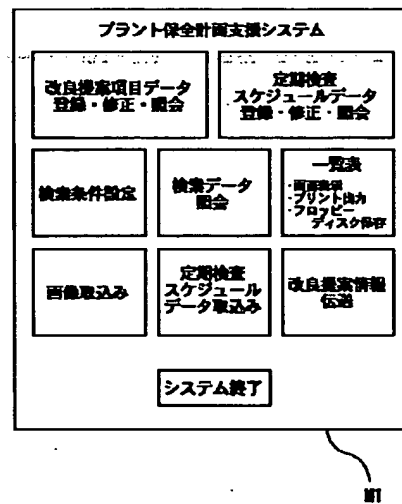 プラント保全計画支援システム
改良提案項目データ
登録・修正・照会
定期検査
スケジュールデータ
登録・修正・照会
検索条件設定
検索データ
照会
一覧表
・画面表示
・プリント出力
・フロッピー
ディスク保存
画像取込み
定期検査
スケジュール
データ取込み
改良提案情報
伝送
システム終了